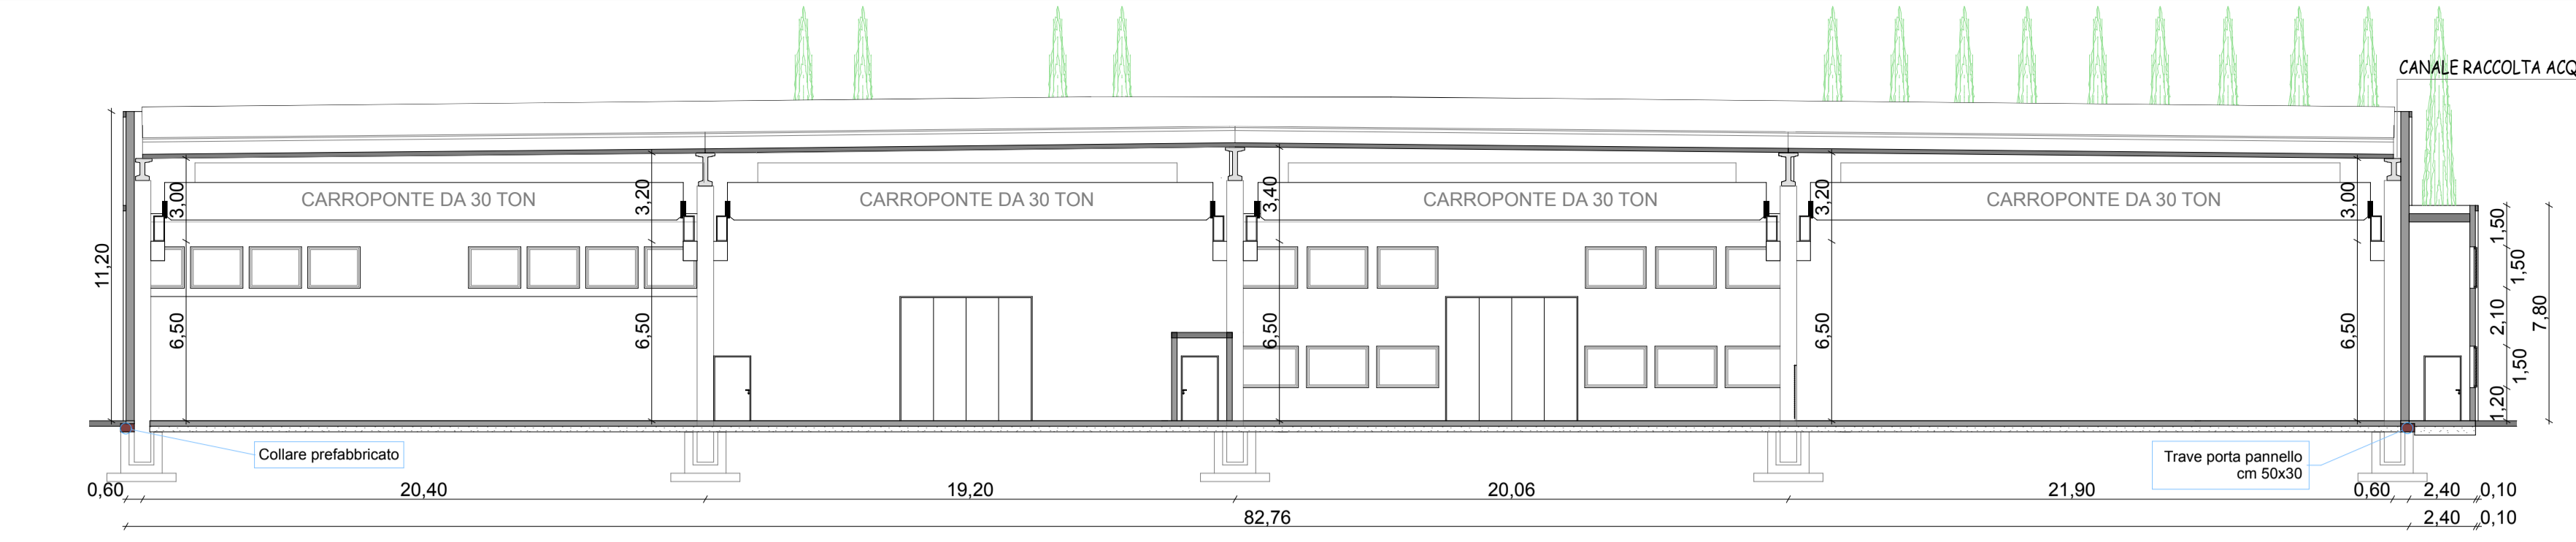 CANALE RACCOLTA ACQ
CARROPONTE DA 30 TON
CARROPONTE DA 30 TON
CARROPONTE DA 30 TON
CARROPONTE DA 30 TON
3,00
3,20
3,40
3,20
3,00
11,20
6,50
6,50
6,50
6,50
6,50
1,50
1,50
2,10
1,50
1,20
7,80
Collare prefabbricato
Trave porta pannello
cm 50x30
0,60 20,40 19,20 20,06 21,90 0,60 2,40 0,10
82,76 2,40 0,10